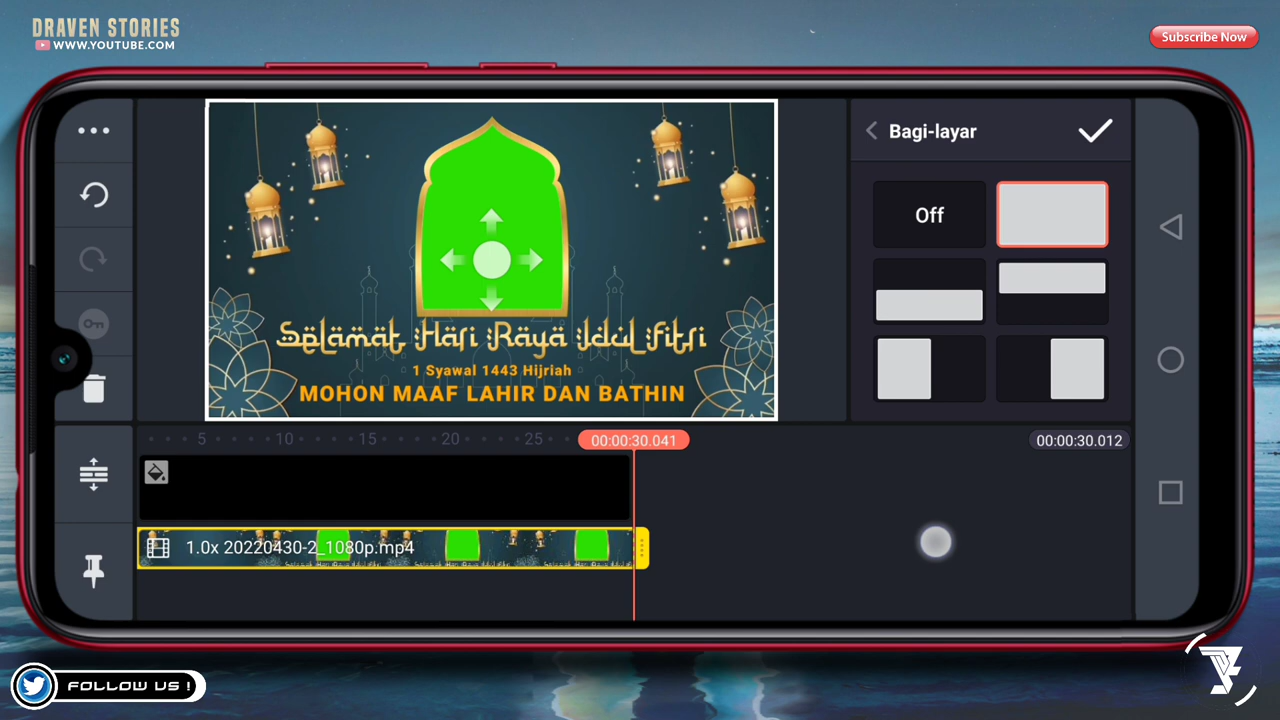 DRAVEN STORIES
WWW.YOUTUBE.COM
Subscribe Now
Bagi-layar
Off
Selamat Hari Raya Idul Fitri
1 Syawal 1443 Hijriah
MOHON MAAF LAHIR DAN BATHIN
5 10 15 20 25
00:00:30.041
00:00:30.012
1.0x 20220430-2_1080p.mp4
FOLLOW US !